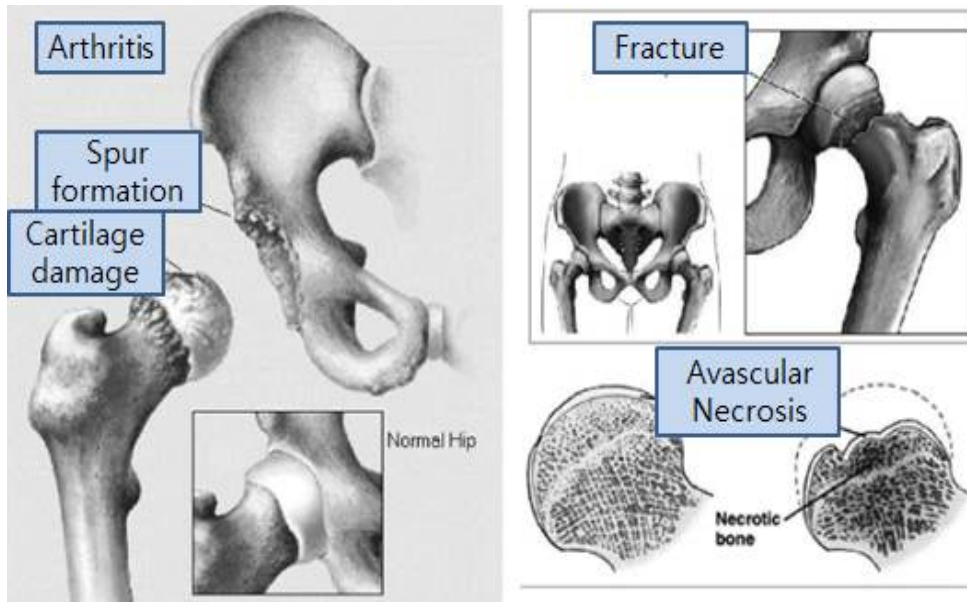 Arthritis
Spur
formation
Cartilage
damage
Normal Hip
Fracture
Avascular
Necrosis
Necrotic
bone